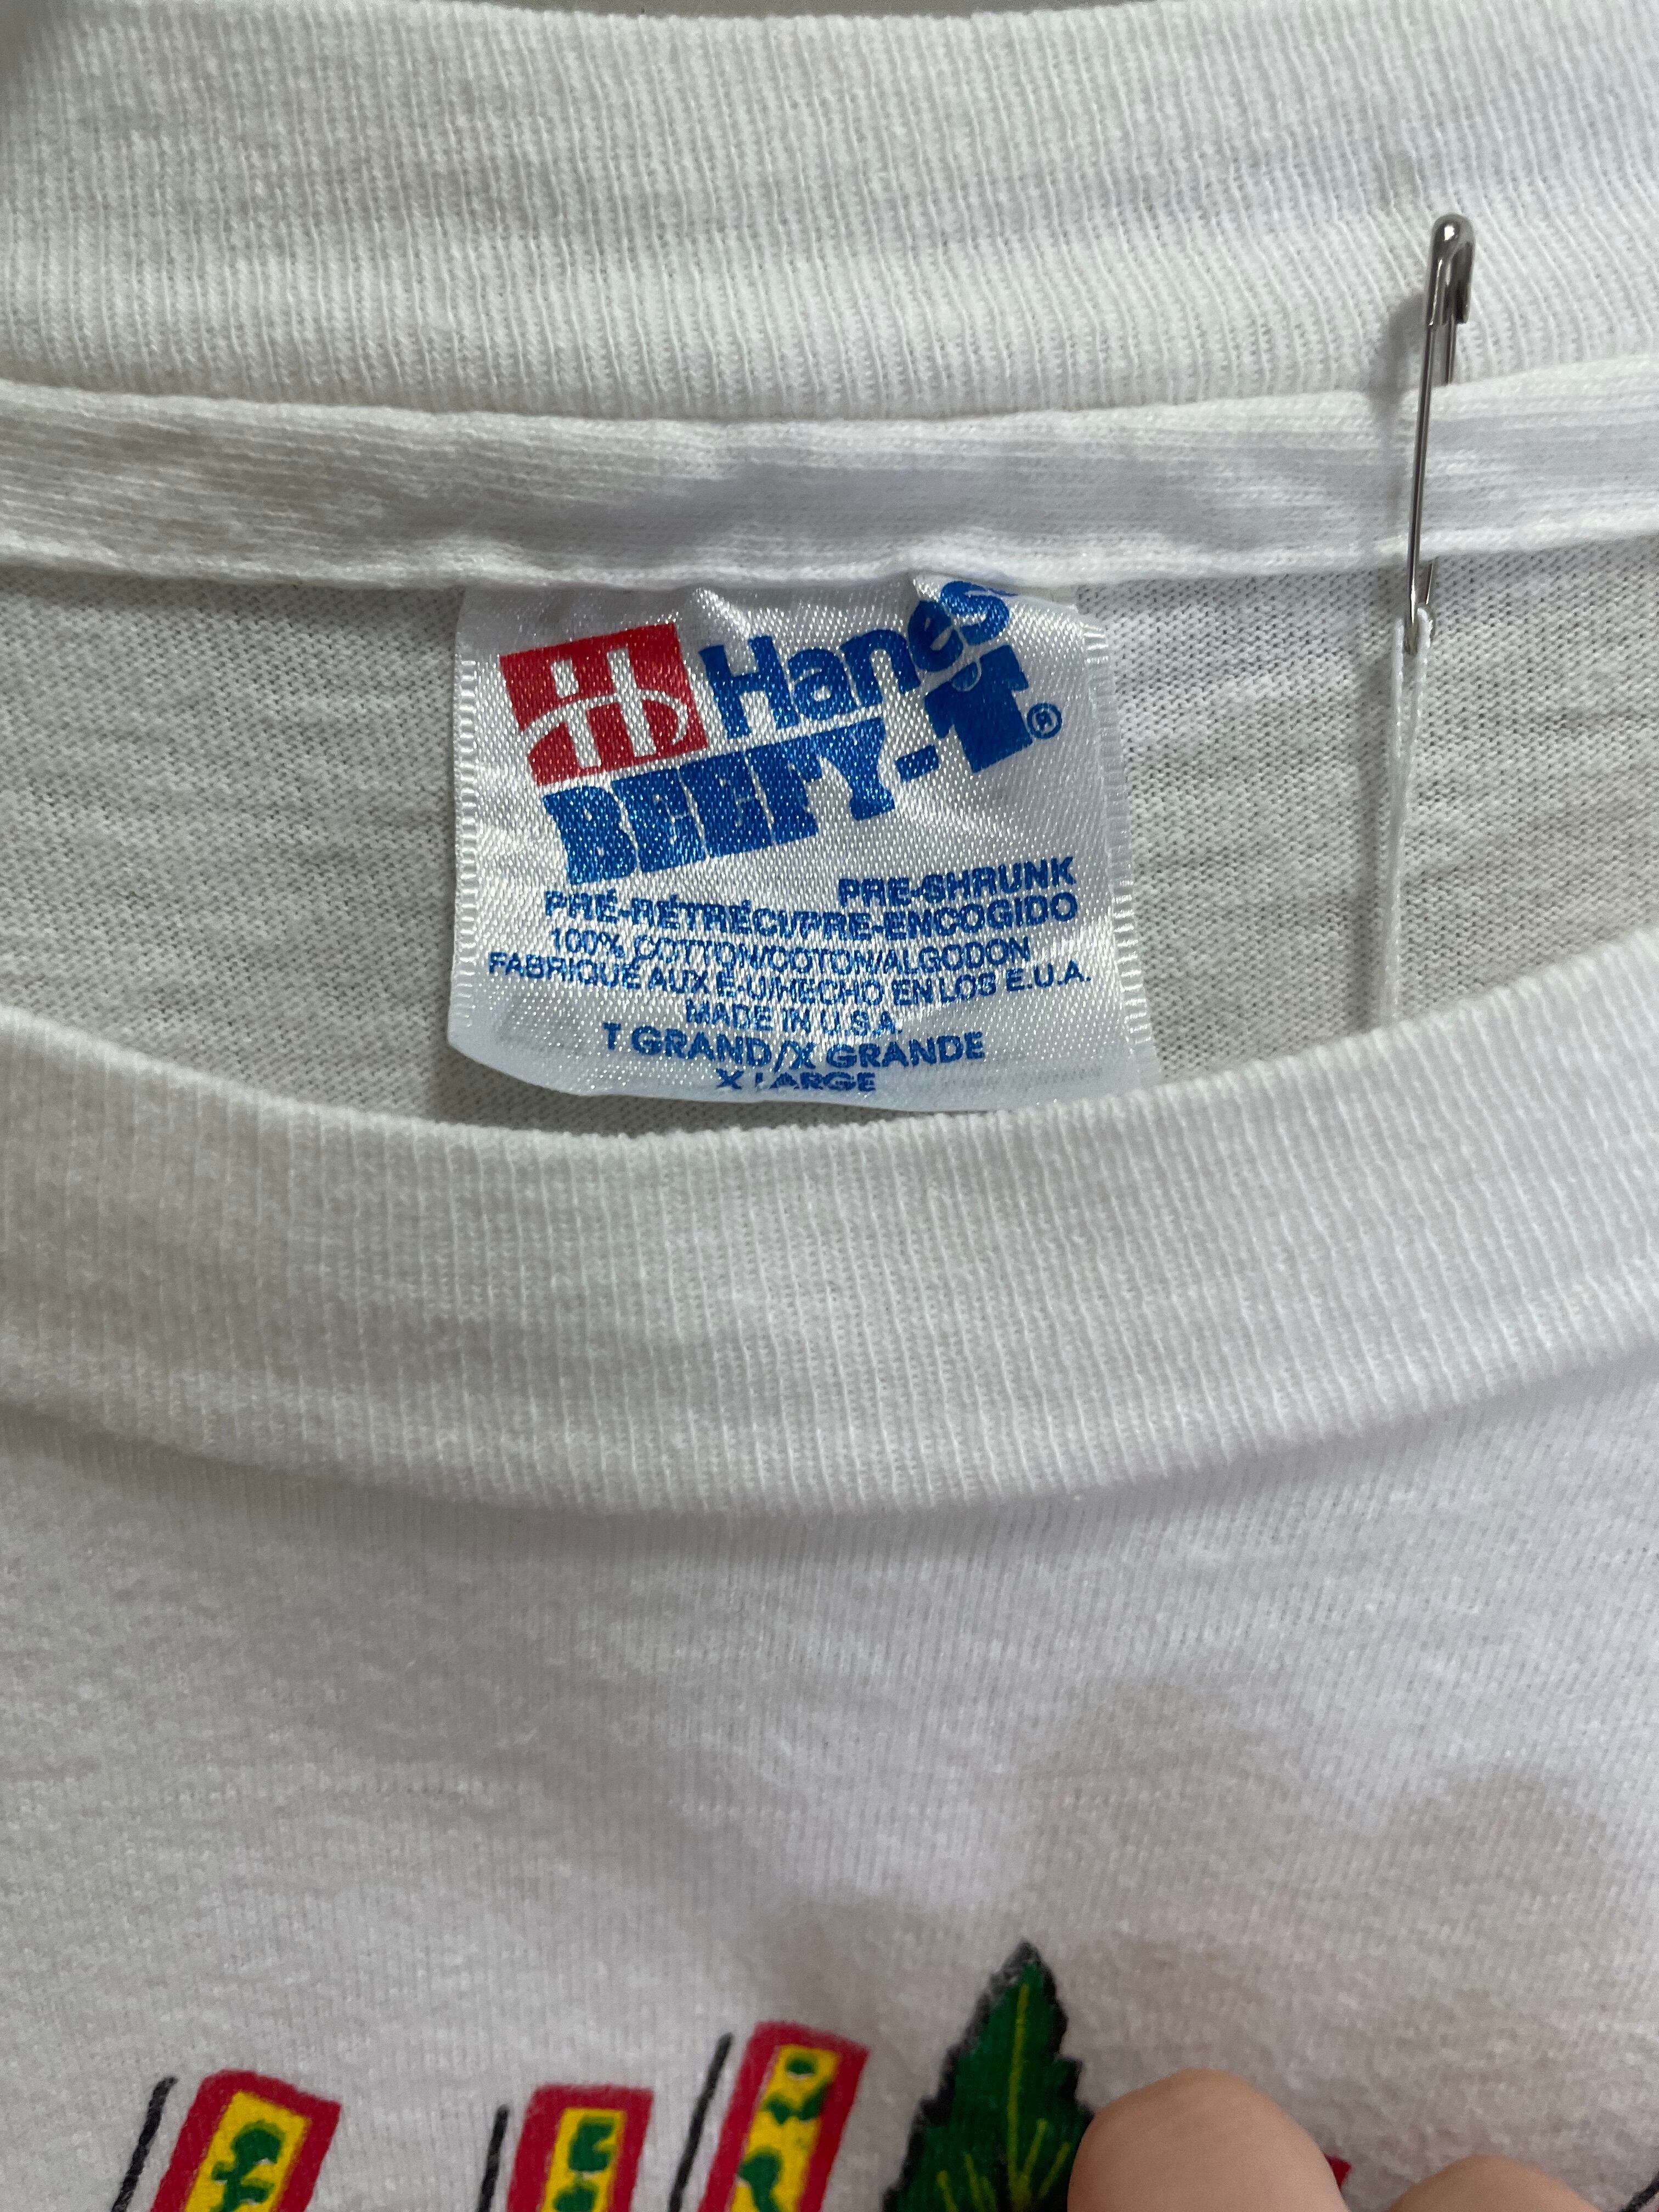 Hanes
BEEFY-T®
PRE-SHRUNK
PRÉ-RÉTRÉCI/PRE-ENCOGIDO
100% COTTON/COTON/ALGODON
FABRIQUÉ AUX E-U/HECHO EN LOS E.U.A.
MADE IN U.S.A.
T GRAND/X GRANDE
X LARGE